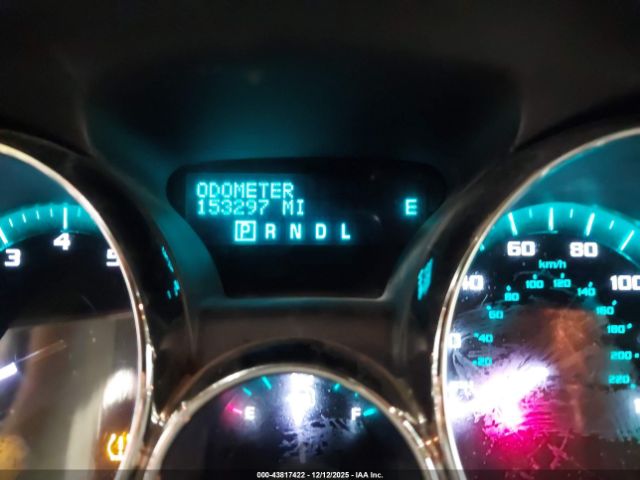 ODOMETER
153297 MI E
P R N D L
3 4 5
60 80 100
km/h
60 80 100 120 140 160 180 200 220
40 20
E F
000-43817422 - 12/12/2025 - IAA Inc.